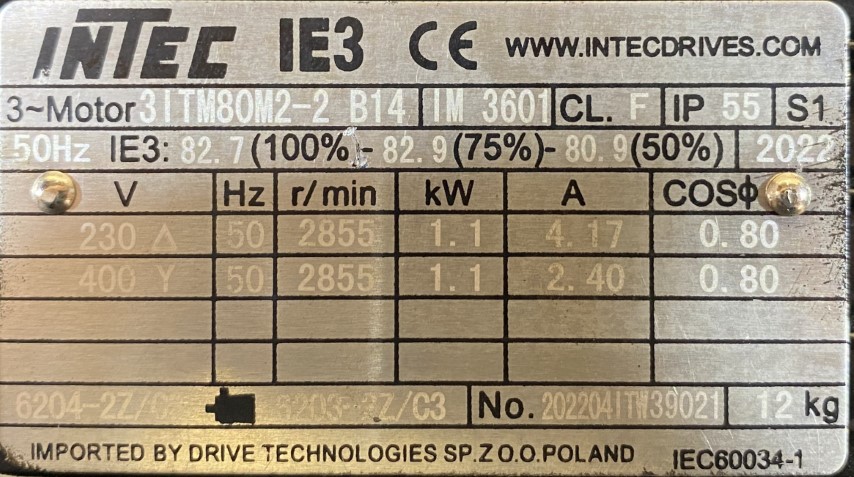 INTEC IE3 CE WWW.INTECDRIVES.COM
3~Motor 3ITM80M2-2 B14 IM 3601 CL. F IP 55 S1
50Hz IE3: 82.7(100%)- 82.9(75%)- 80.9(50%) 2022
V Hz r/min kW A COSϕ
230 △ 50 2855 1.1 4.17 0.80
400 Y 50 2855 1.1 2.40 0.80
No. 12 kg
IMPORTED BY DRIVE TECHNOLOGIES SP.Z O.O.POLAND IEC60034-1